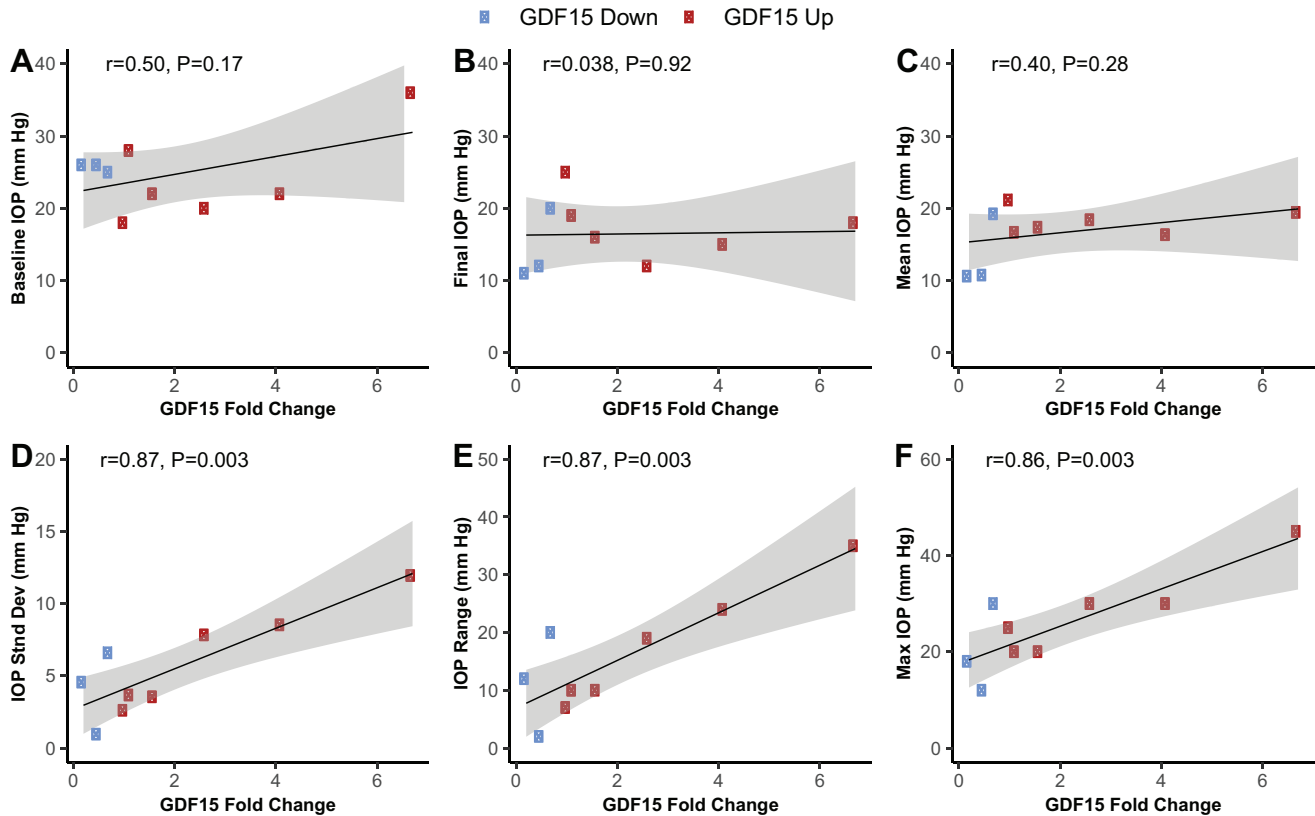 GDF15 Down GDF15 Up
A
r=0.50, P=0.17
Baseline IOP (mm Hg)
40
30
20
10
0
0 2 4 6
GDF15 Fold Change
B
r=0.038, P=0.92
Final IOP (mm Hg)
40
30
20
10
0
0 2 4 6
GDF15 Fold Change
C
r=0.40, P=0.28
Mean IOP (mm Hg)
40
30
20
10
0
0 2 4 6
GDF15 Fold Change
D
r=0.87, P=0.003
IOP Stnd Dev (mm Hg)
20
15
10
5
0
0 2 4 6
GDF15 Fold Change
E
r=0.87, P=0.003
IOP Range (mm Hg)
50
40
30
20
10
0
0 2 4 6
GDF15 Fold Change
F
r=0.86, P=0.003
Max IOP (mm Hg)
60
40
20
0
0 2 4 6
GDF15 Fold Change